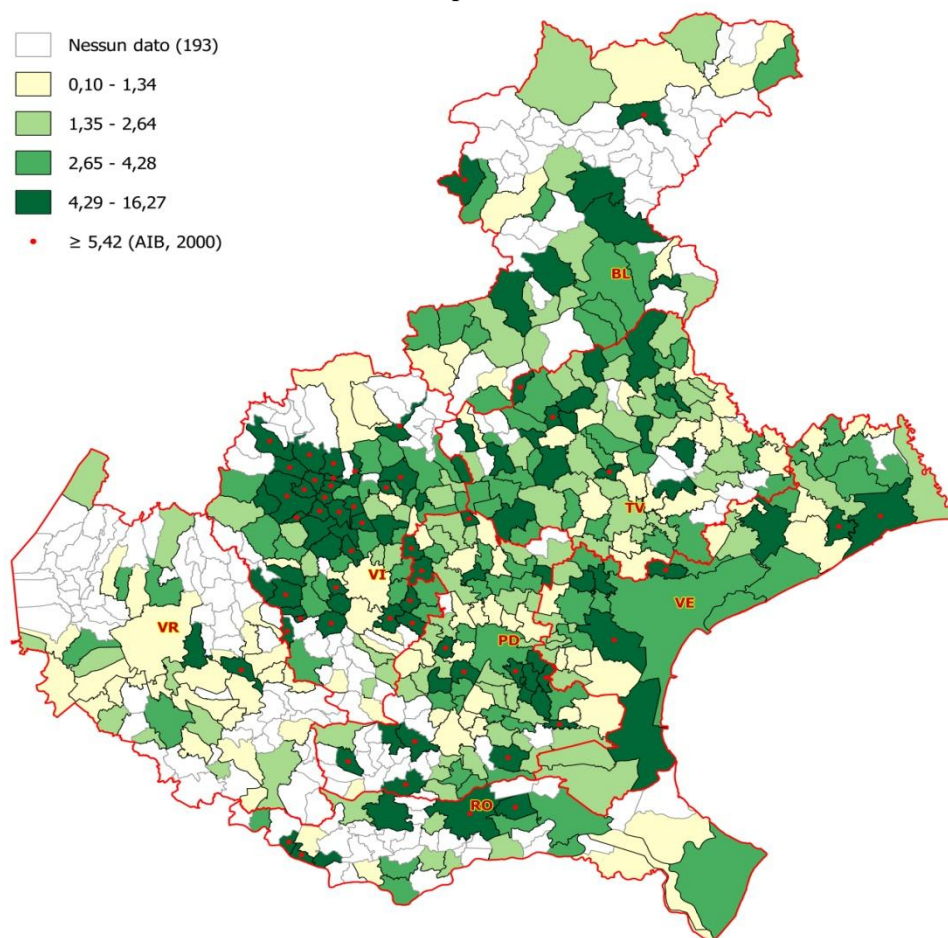 Nessun dato (193)
0,10 - 1,34
1,35 - 2,64
2,65 - 4,28
4,29 - 16,27
≥ 5,42 (AIB, 2000)
BL
TV
VI
VE
VR
PD
RO